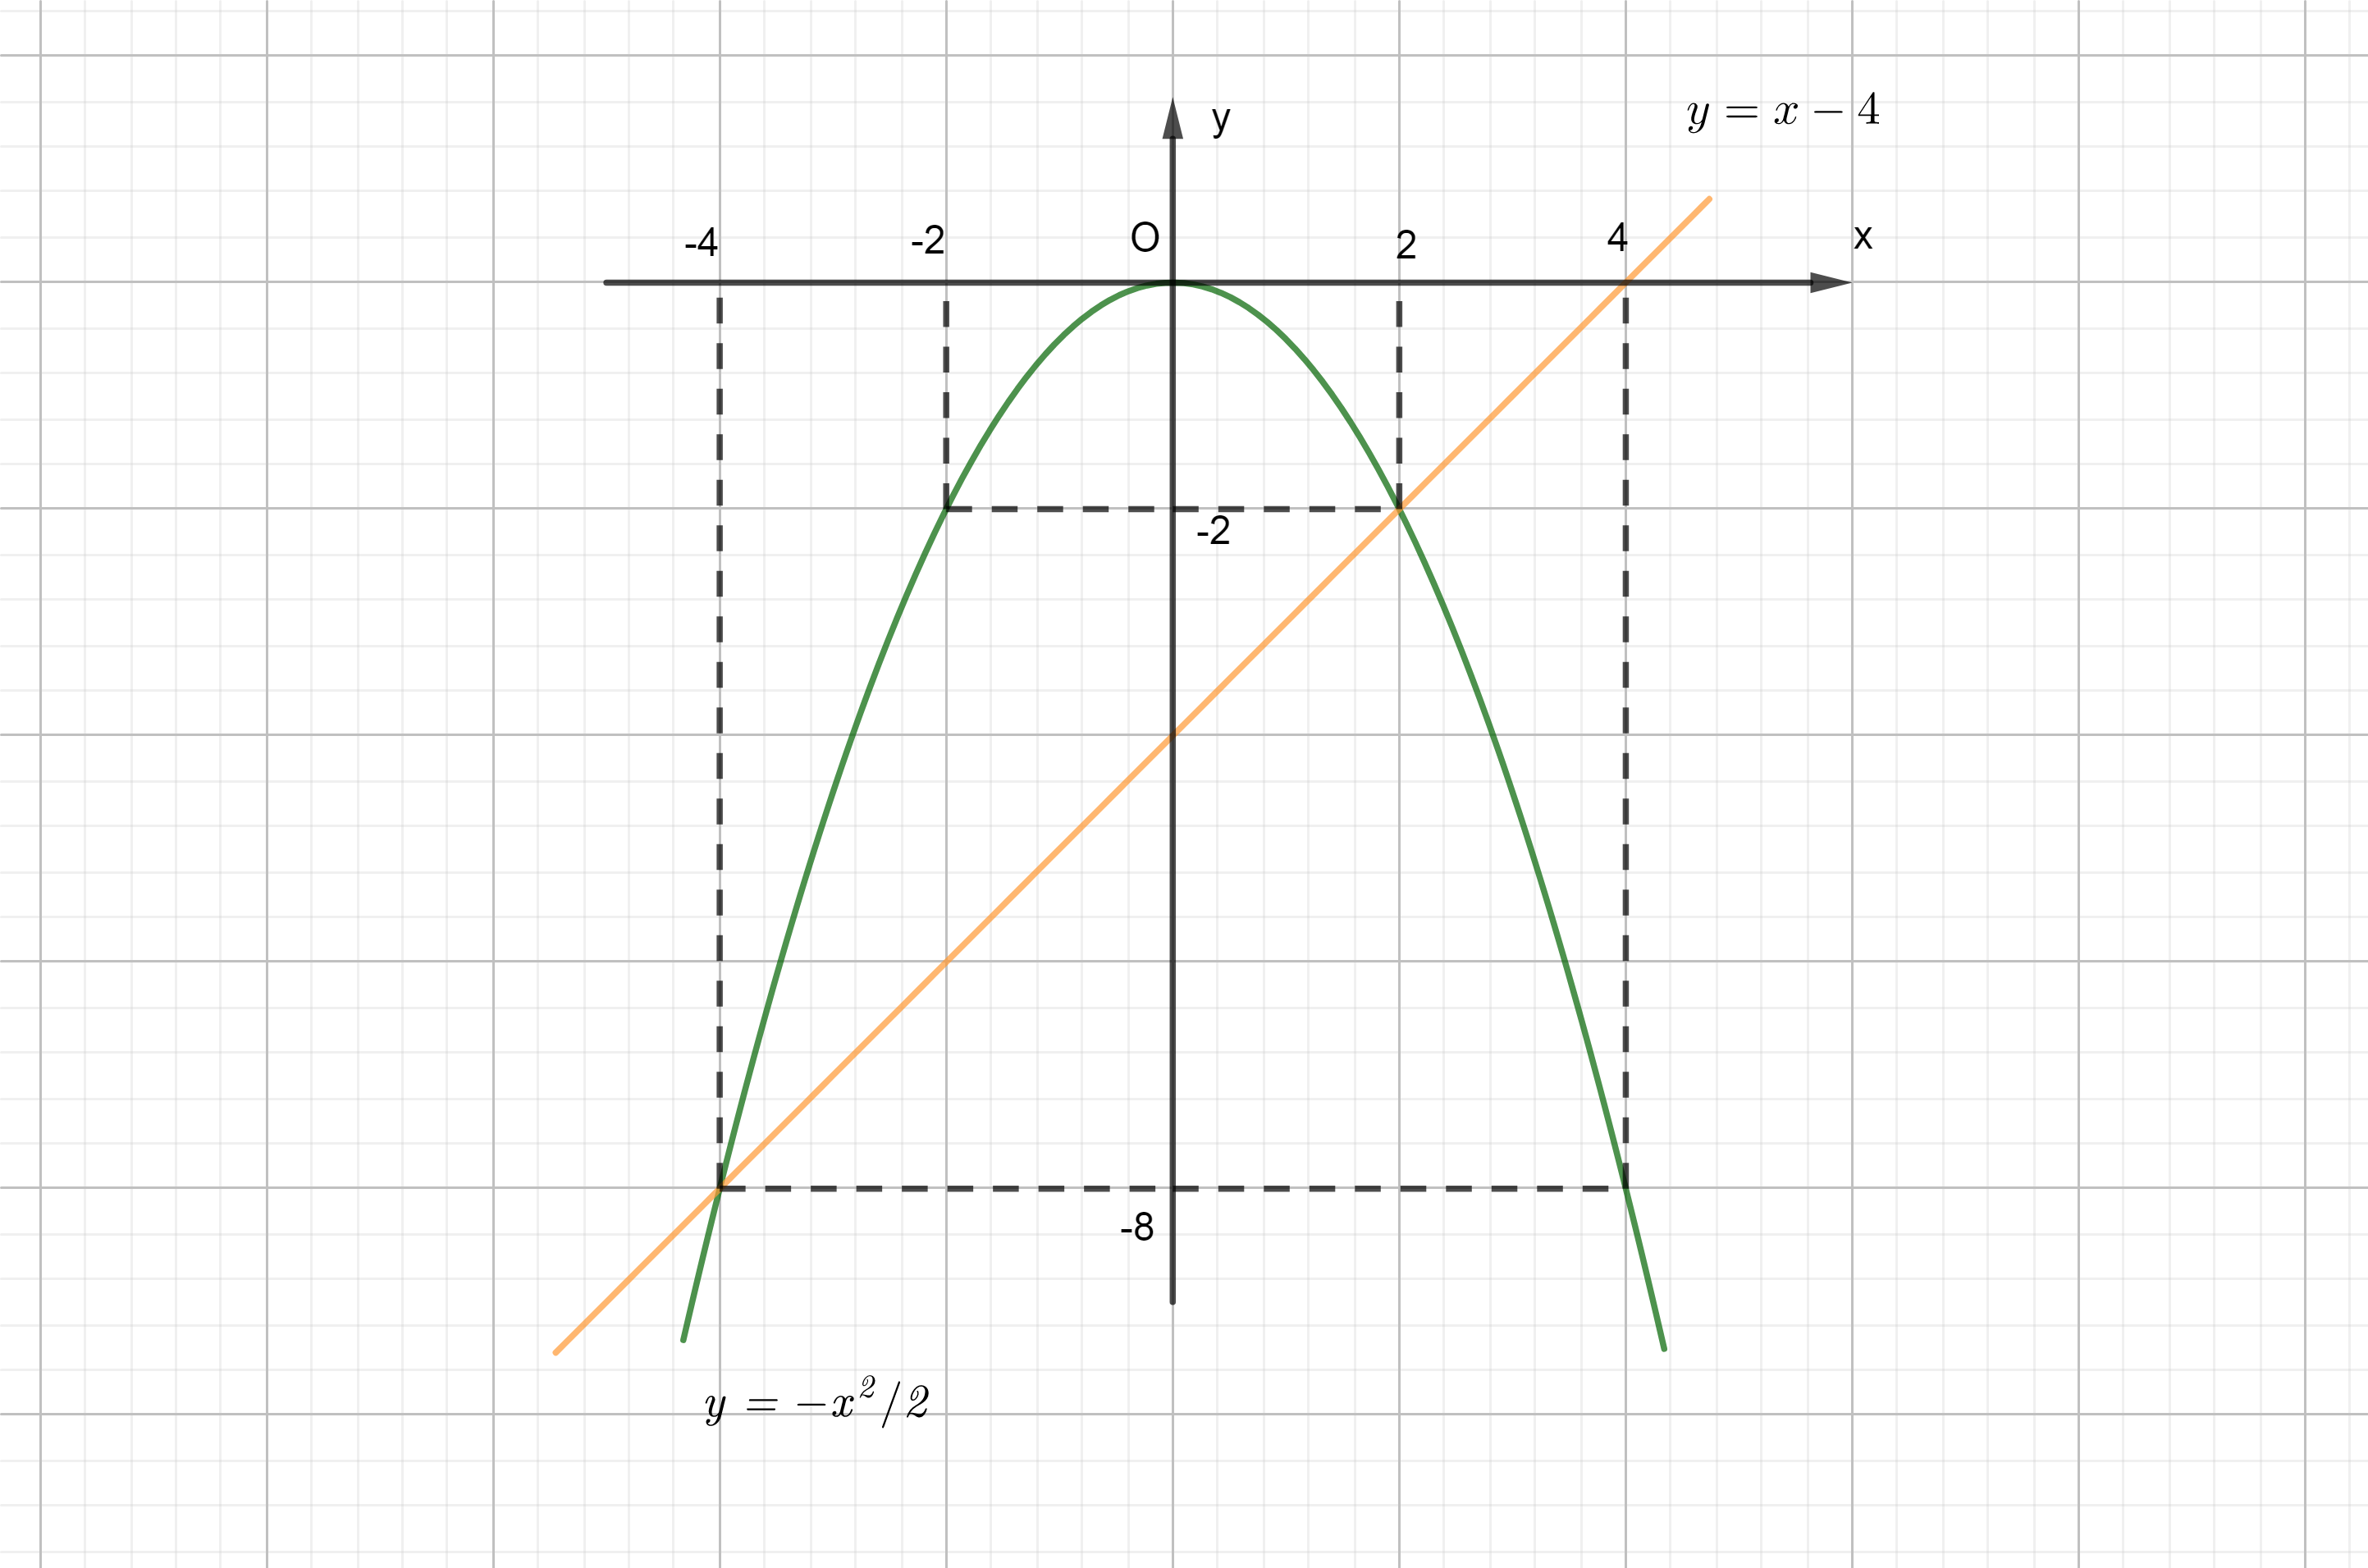 y = x − 4
y
-4 -2 O 2 4 x
-2
-8
y = −x²/2